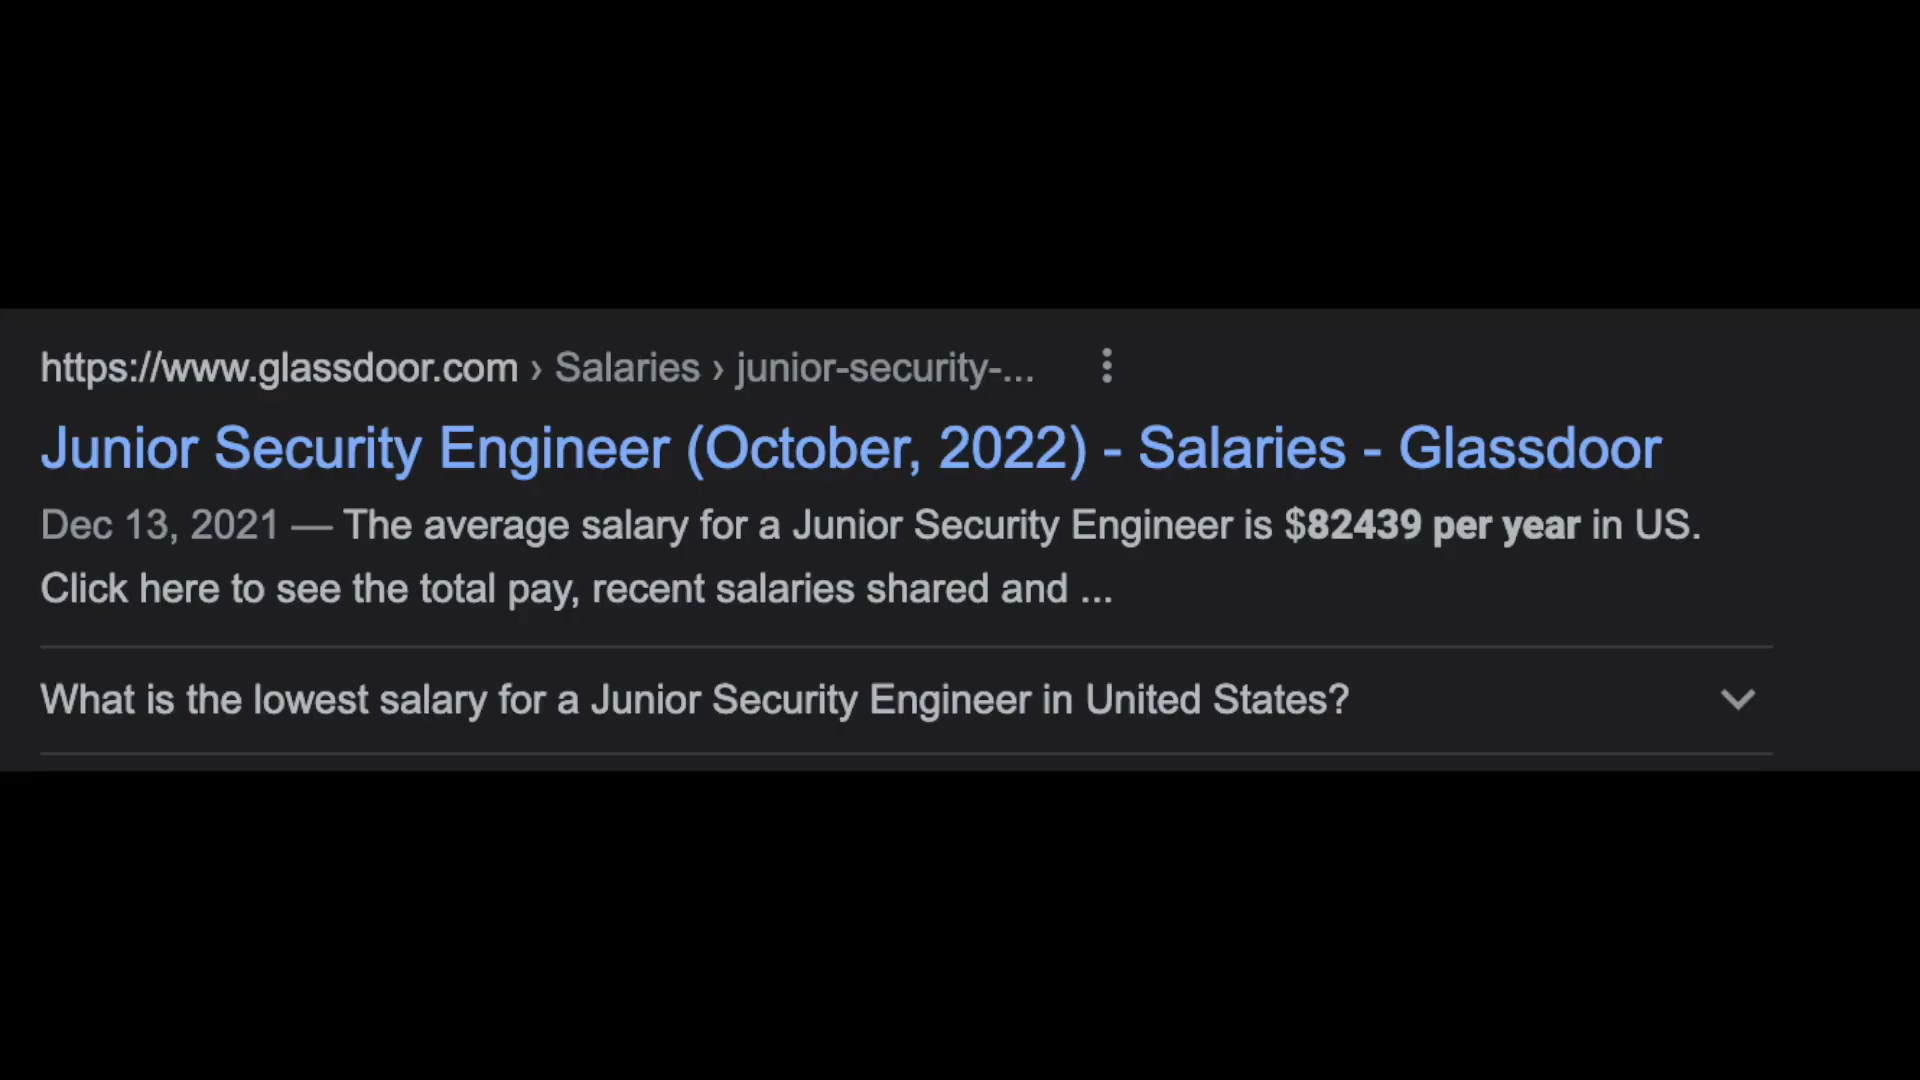 https://www.glassdoor.com › Salaries › junior-security-...
Junior Security Engineer (October, 2022) - Salaries - Glassdoor
Dec 13, 2021 — The average salary for a Junior Security Engineer is $82439 per year in US.
Click here to see the total pay, recent salaries shared and ...
What is the lowest salary for a Junior Security Engineer in United States?